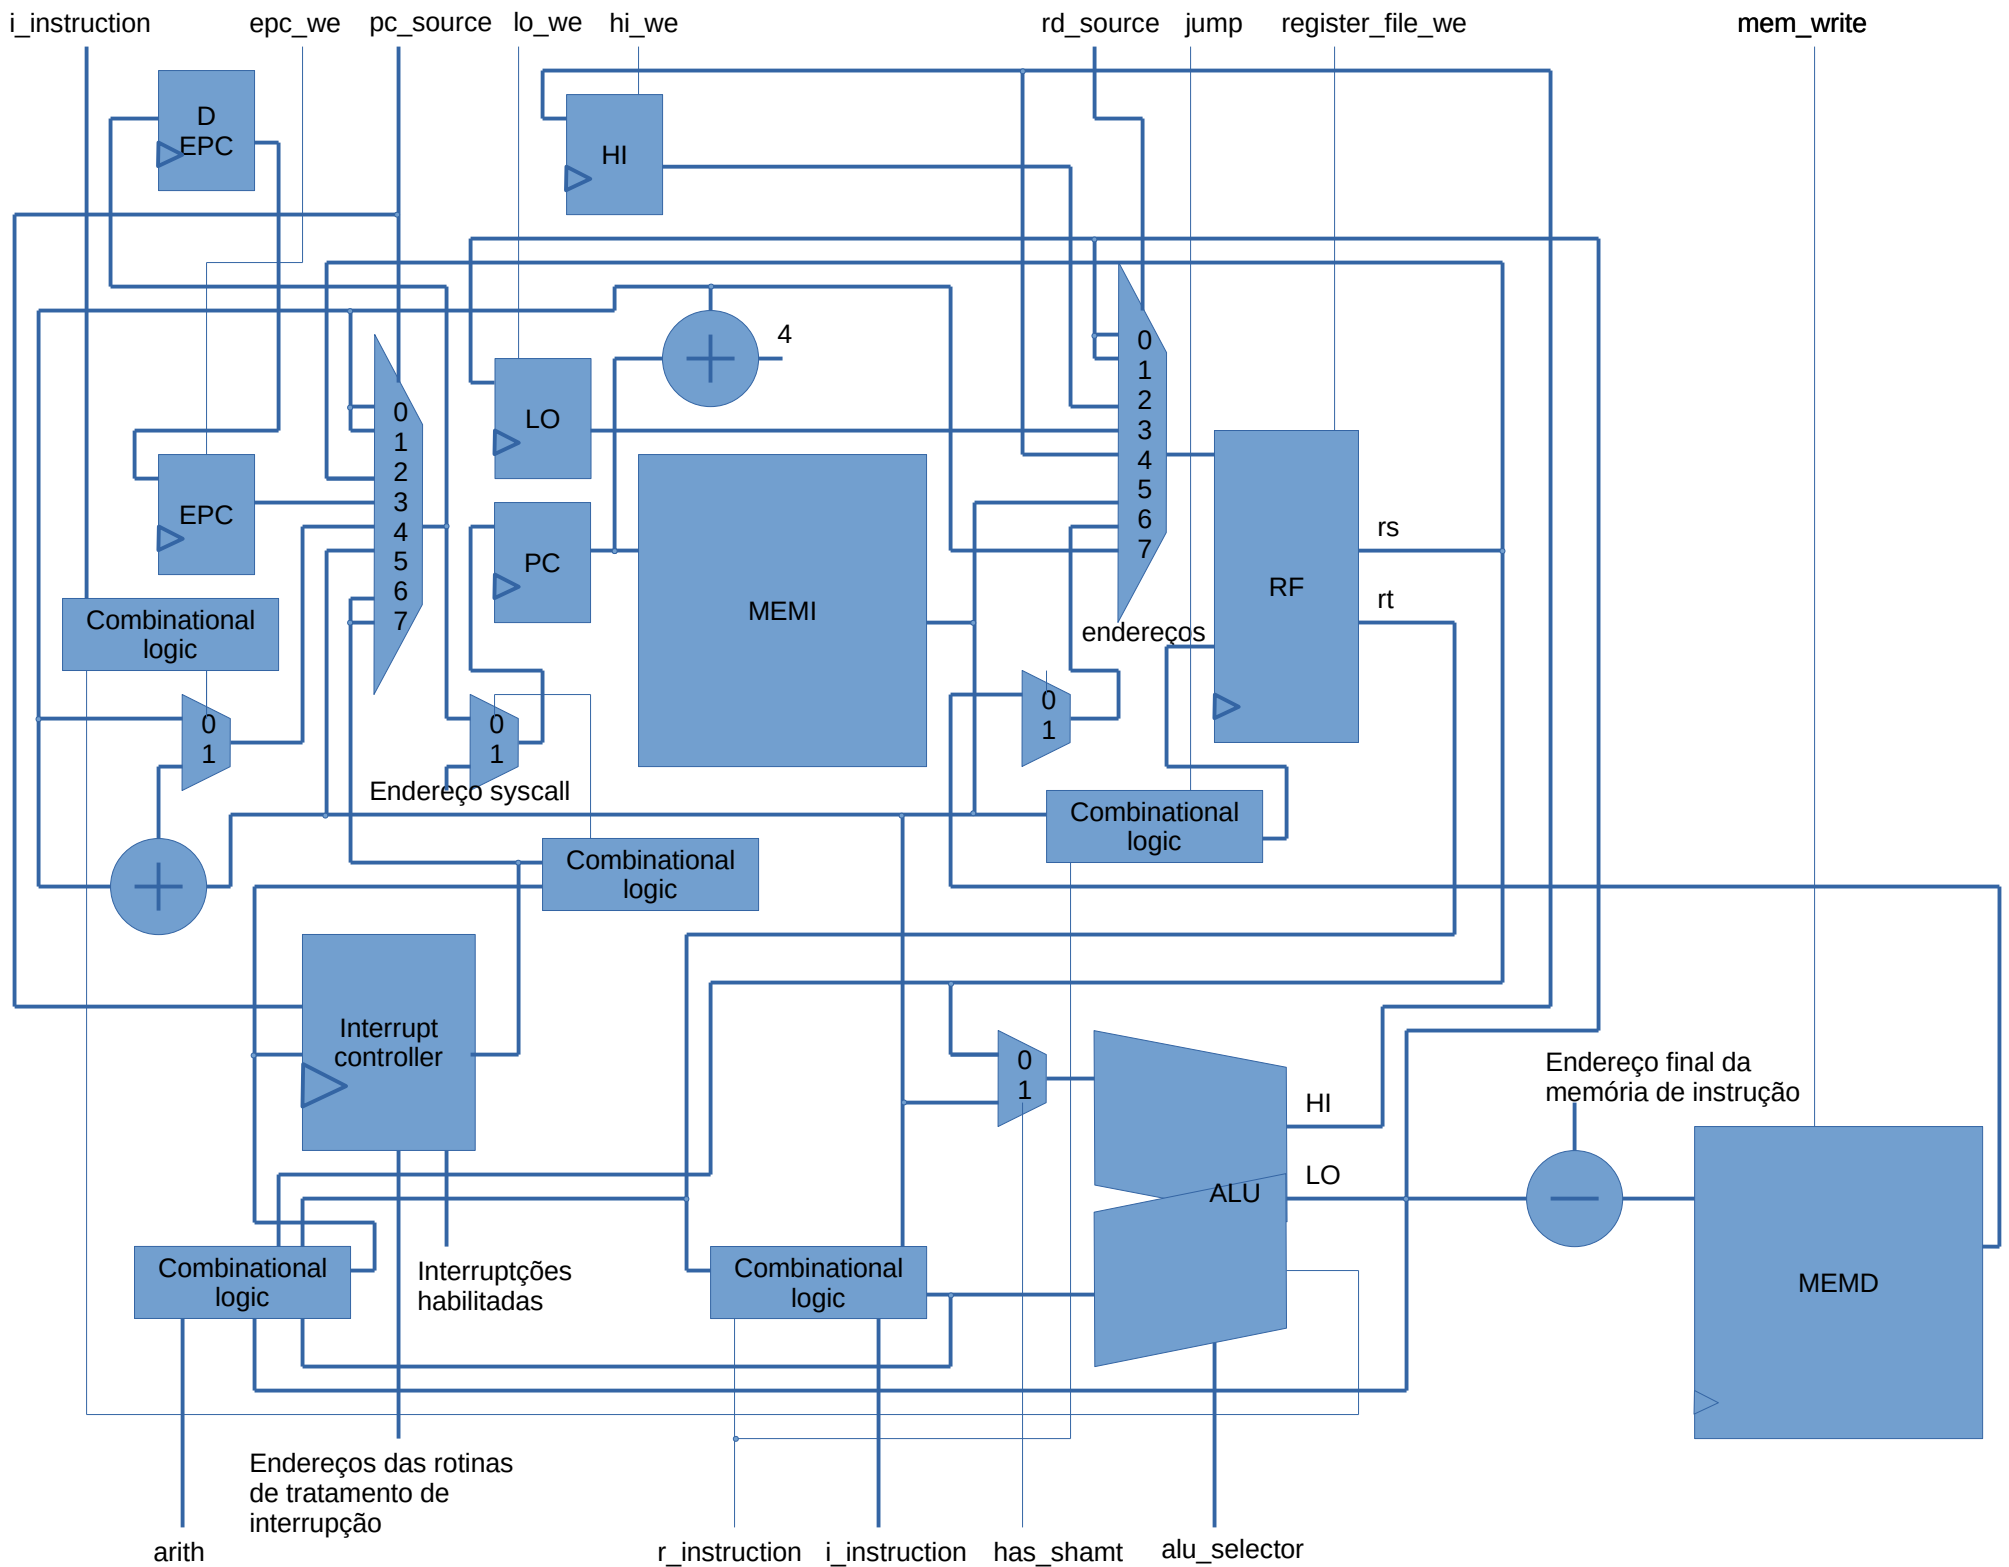 i_instruction
epc_we
pc_source
lo_we
hi_we
rd_source
jump
register_file_we
mem_write
D
EPC
HI
4
0
1
2
3
4
5
6
7
LO
0
1
2
3
4
5
6
7
EPC
PC
MEMI
RF
rs
rt
endereços
Combinational
logic
0
1
0
1
0
1
Endereço syscall
Combinational
logic
Combinational
logic
Interrupt
controller
0
1
HI
LO
ALU
Endereço final da
memória de instrução
MEMD
Combinational
logic
Interruptções
habilitadas
Combinational
logic
Endereços das rotinas
de tratamento de
interrupção
arith
r_instruction
i_instruction
has_shamt
alu_selector